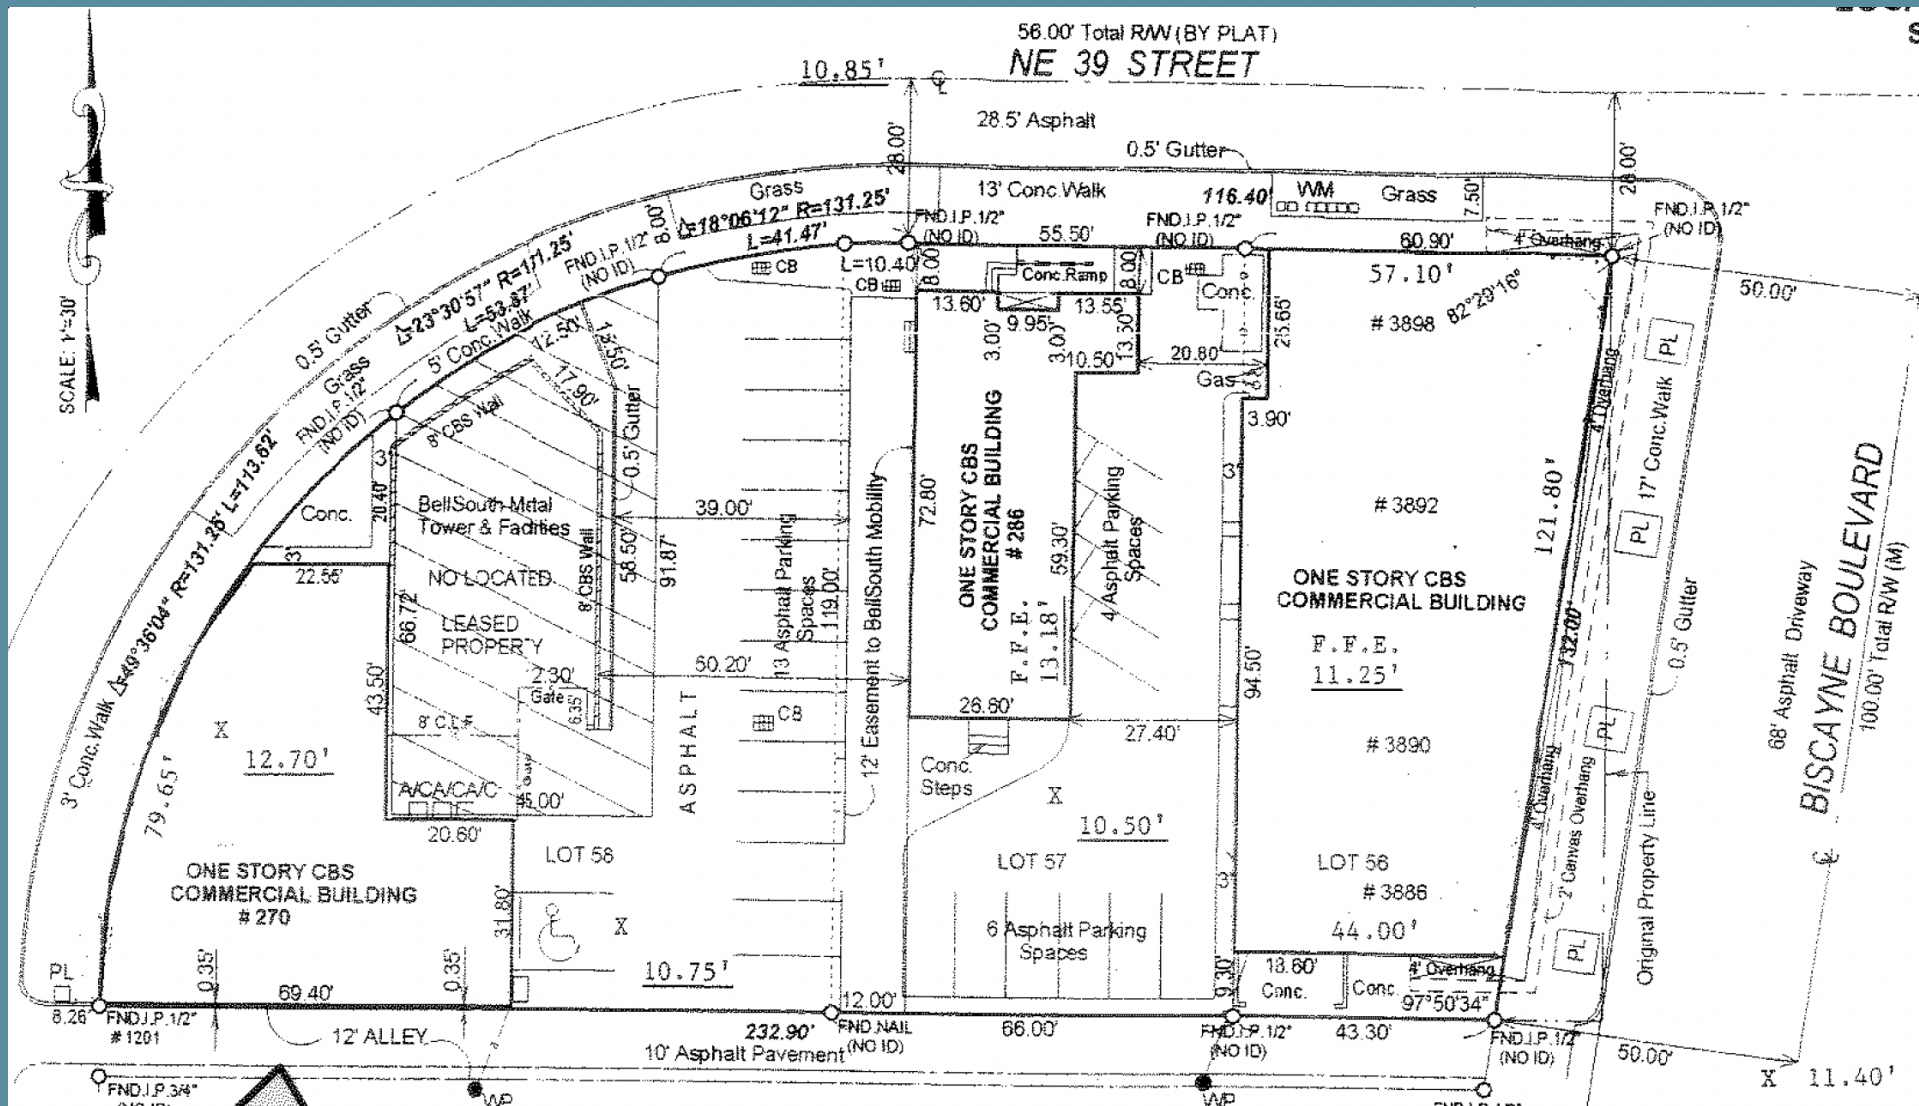 56.00' Total R/W (BY PLAT)
NE 39 STREET
10.85'
28.5' Asphalt
0.5' Gutter
28.00'
28.00'
SCALE: 1"=30'
Grass
13' Conc. Walk
116.40'
WM
Grass
7.50'
Δ=18°06'12" R=131.25'
L=41.47'
8.00'
FND.I.P. 1/2"
(NO ID)
FND.I.P. 1/2"
(NO ID)
55.50'
FND.I.P. 1/2"
(NO ID)
60.90'
4' Overhang
FND.I.P. 1/2"
(NO ID)
57.10'
82°29'16"
50.00'
Δ=23°30'57" R=171.25'
L=53.87'
5' Conc. Walk
0.5' Gutter
Grass
FND.I.P. 1/2"
(NO ID)
CB
L=10.40'
CB
8.00'
Conc. Ramp
8.00'
CB
Conc.
13.60'
13.55'
9.95'
3.00'
3.00'
10.50'
13.50'
20.80'
25.65'
Gas
3.90'
# 3898
PL
17' Conc. Walk
4' Overhang
12.50'
13.50'
17.90'
8' CBS Wall
0.5' Gutter
Δ=49°36'04" R=131.25' L=113.62'
3' Conc. Walk
Conc.
3'
20.40'
3'
22.55'
BellSouth Metal
Tower & Facilities
NO LOCATED
LEASED
PROPERTY
8' CBS Wall
58.50'
91.87'
66.72'
43.50'
39.00'
13 Asphalt Parking
Spaces
119.00'
12' Easement to BellSouth Mobility
72.80'
ONE STORY CBS
COMMERCIAL BUILDING
# 286
F.F.E.
13.18'
59.30'
4 Asphalt Parking
Spaces
3'
94.50'
# 3892
121.80'
ONE STORY CBS
COMMERCIAL BUILDING
F.F.E.
11.25'
132.00'
PL
0.5' Gutter
68' Asphalt Driveway
BISCAYNE BOULEVARD
100.00' Total R/W (M)
2.30'
Gate
6.35'
50.20'
26.60'
27.40'
# 3890
PL
X
12.70'
8' C.L.F.
ASPHALT
CB
Conc.
Steps
79.65'
A/C A/C A/C
45.00'
20.60'
X
10.50'
4' Overhang
2' Canvas Overhang
Original Property Line
LOT 58
LOT 57
LOT 56
3'
# 3886
ONE STORY CBS
COMMERCIAL BUILDING
# 270
31.80'
X
6 Asphalt Parking
Spaces
44.00'
PL
10.75'
0.35'
0.35'
PL
69.40'
9.30'
18.60'
Conc.
Conc.
4' Overhang
97°50'34"
8.26'
FND.I.P. 1/2"
# 1201
12' ALLEY
232.90'
12.00'
FND.NAIL
(NO ID)
66.00'
FND.I.P. 1/2"
(NO ID)
43.30'
FND.I.P. 1/2"
(NO ID)
50.00'
10' Asphalt Pavement
X 11.40'
FND.I.P. 3/4"
WP
WP